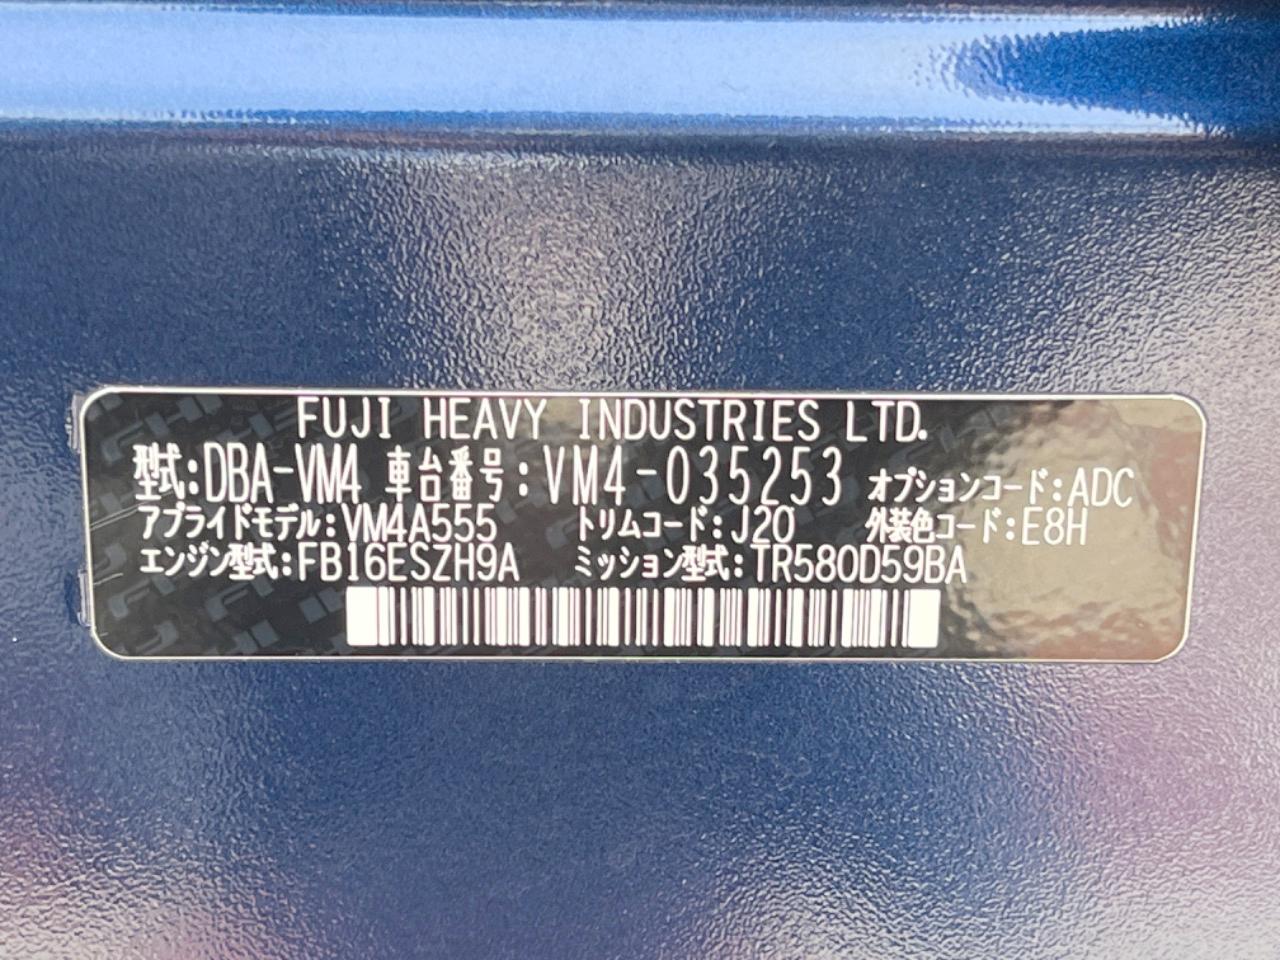 FUJI HEAVY INDUSTRIES LTD.
型式:DBA-VM4 車台番号:VM4-035253 オプションコード:ADC
アプライドモデル:VM4A555 トリムコード:J20 外装色コード:E8H
エンジン型式:FB16ESZH9A ミッション型式:TR580D59BA